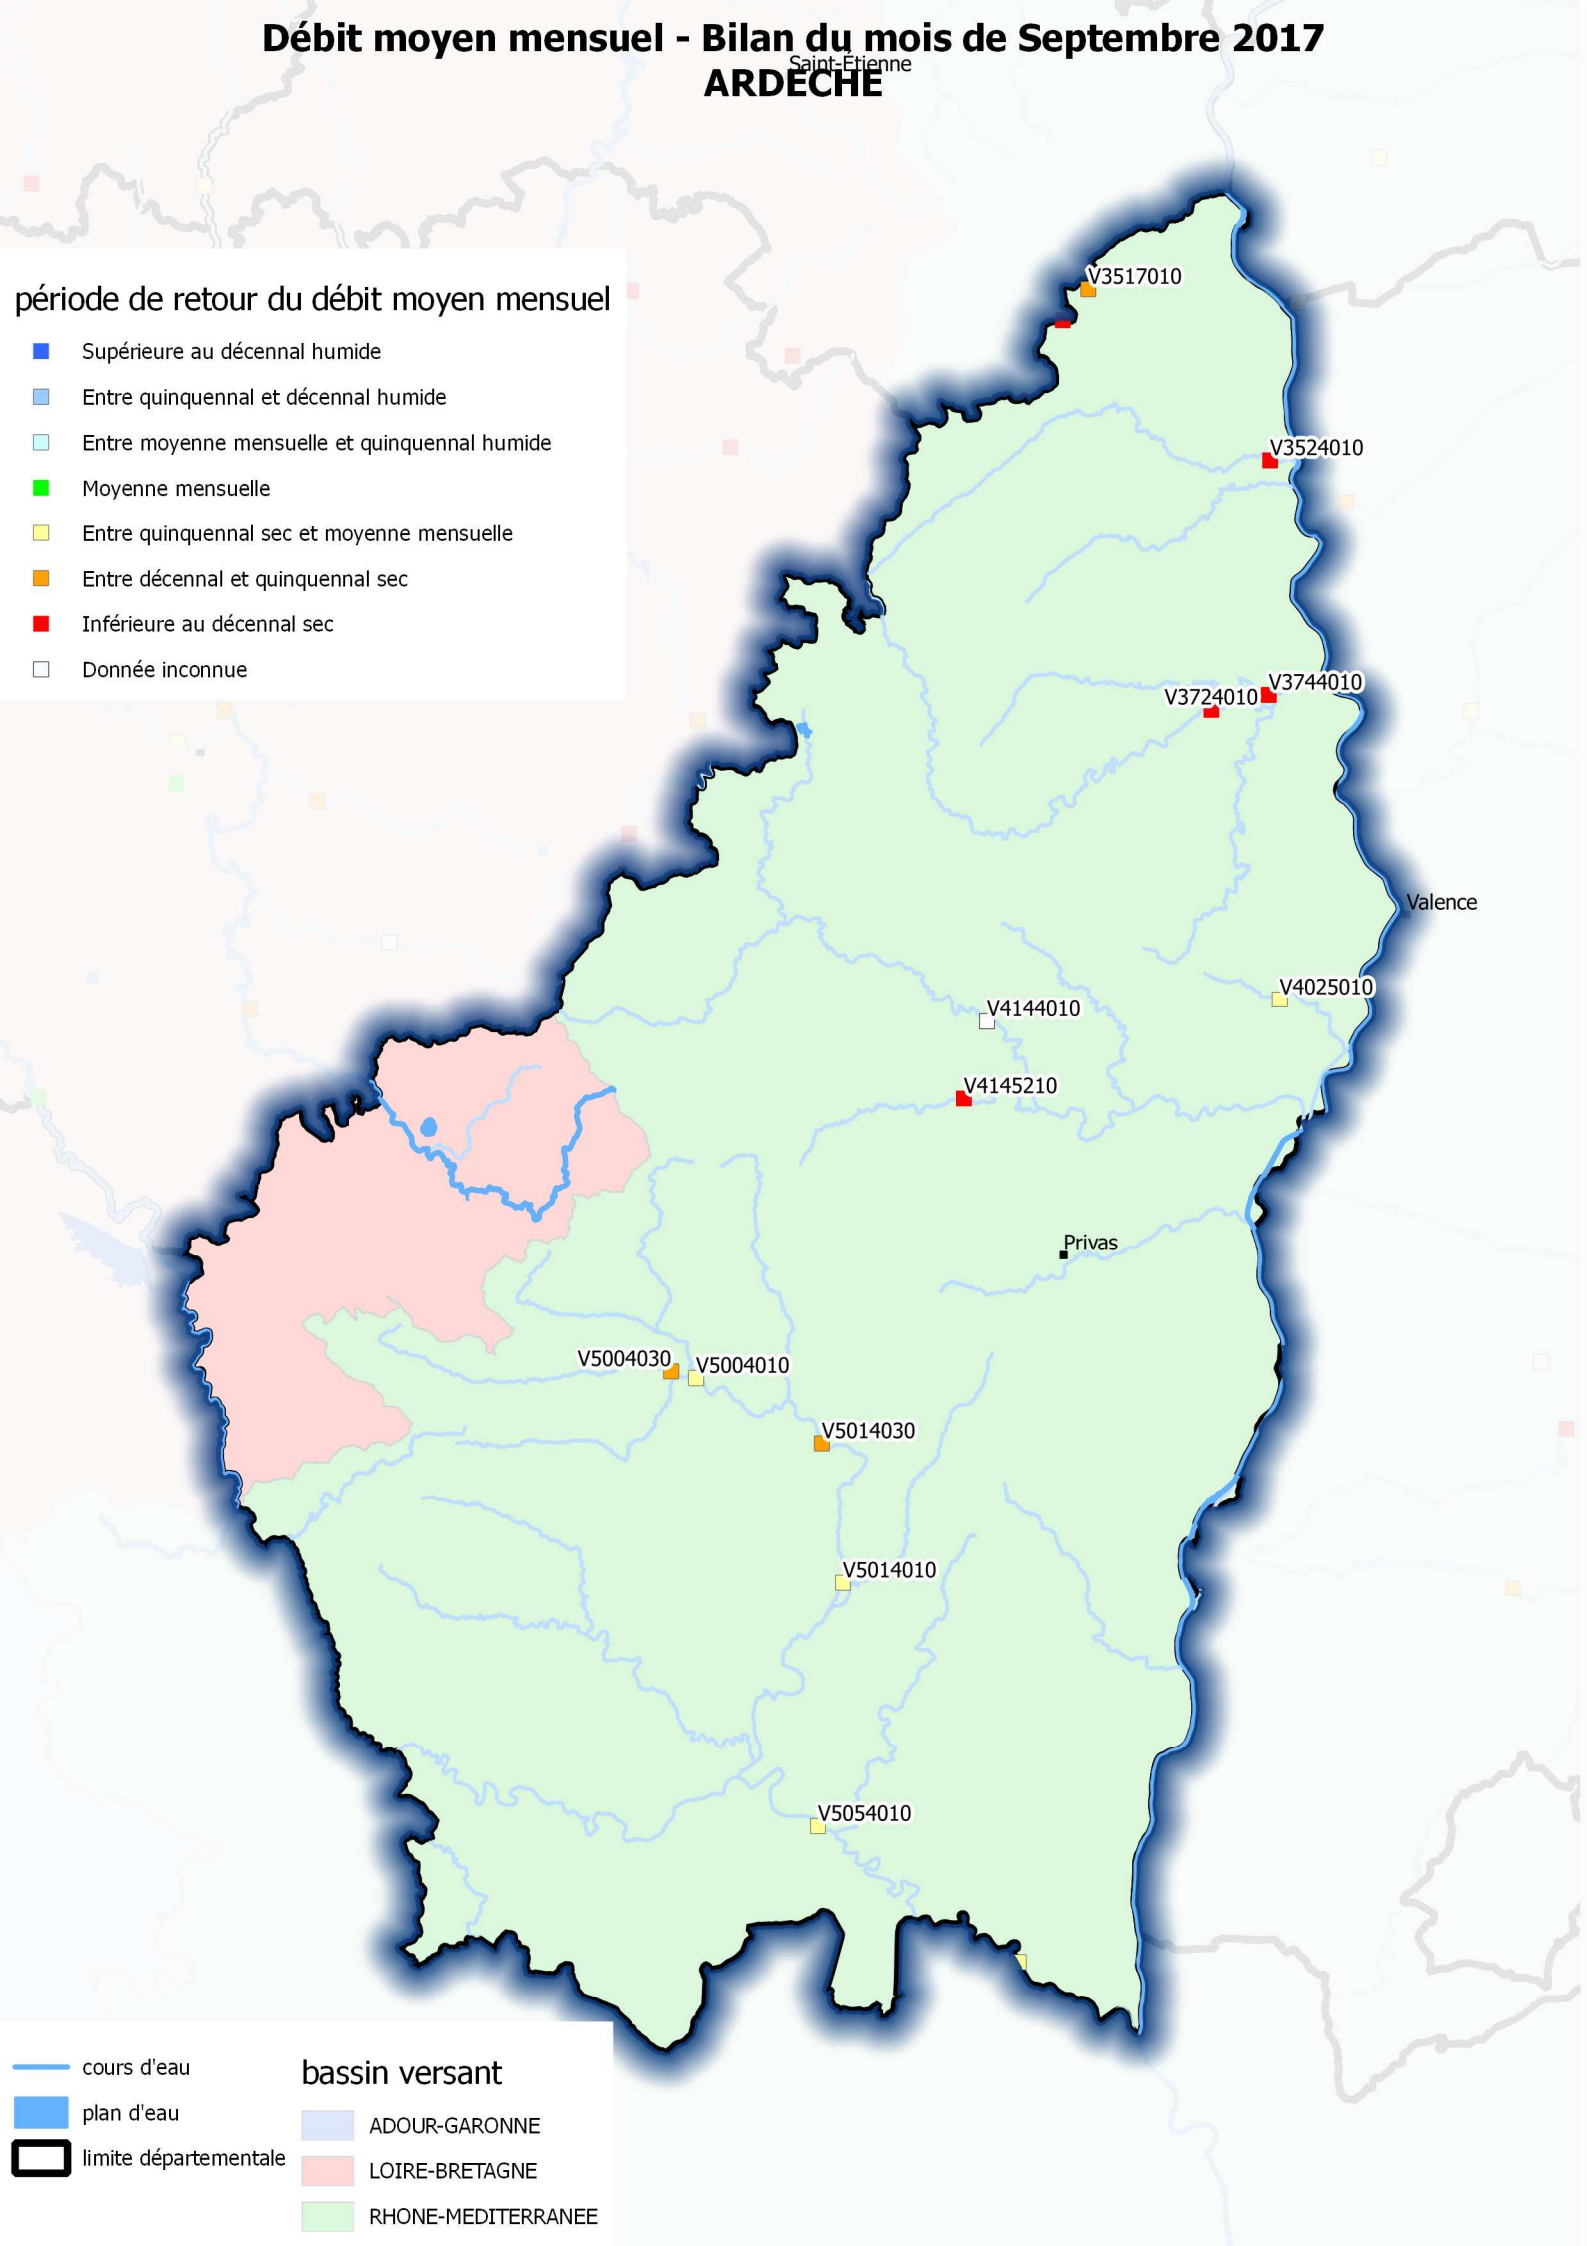 Débit moyen mensuel - Bilan du mois de Septembre 2017
Saint-Étienne
ARDECHE
V3517010
période de retour du débit moyen mensuel
Supérieure au décennal humide
Entre quinquennal et décennal humide
Entre moyenne mensuelle et quinquennal humide
V3524010
Moyenne mensuelle
Entre quinquennal sec et moyenne mensuelle
Entre décennal et quinquennal sec
Inférieure au décennal sec
Donnée inconnue
V3744010
V3724010
Valence
V4025010
V4144010
V4145210
Privas
V5004030
V5004010
V5014030
V5014010
V5054010
cours d'eau
plan d'eau
limite départementale
bassin versant
ADOUR-GARONNE
LOIRE-BRETAGNE
RHONE-MEDITERRANEE